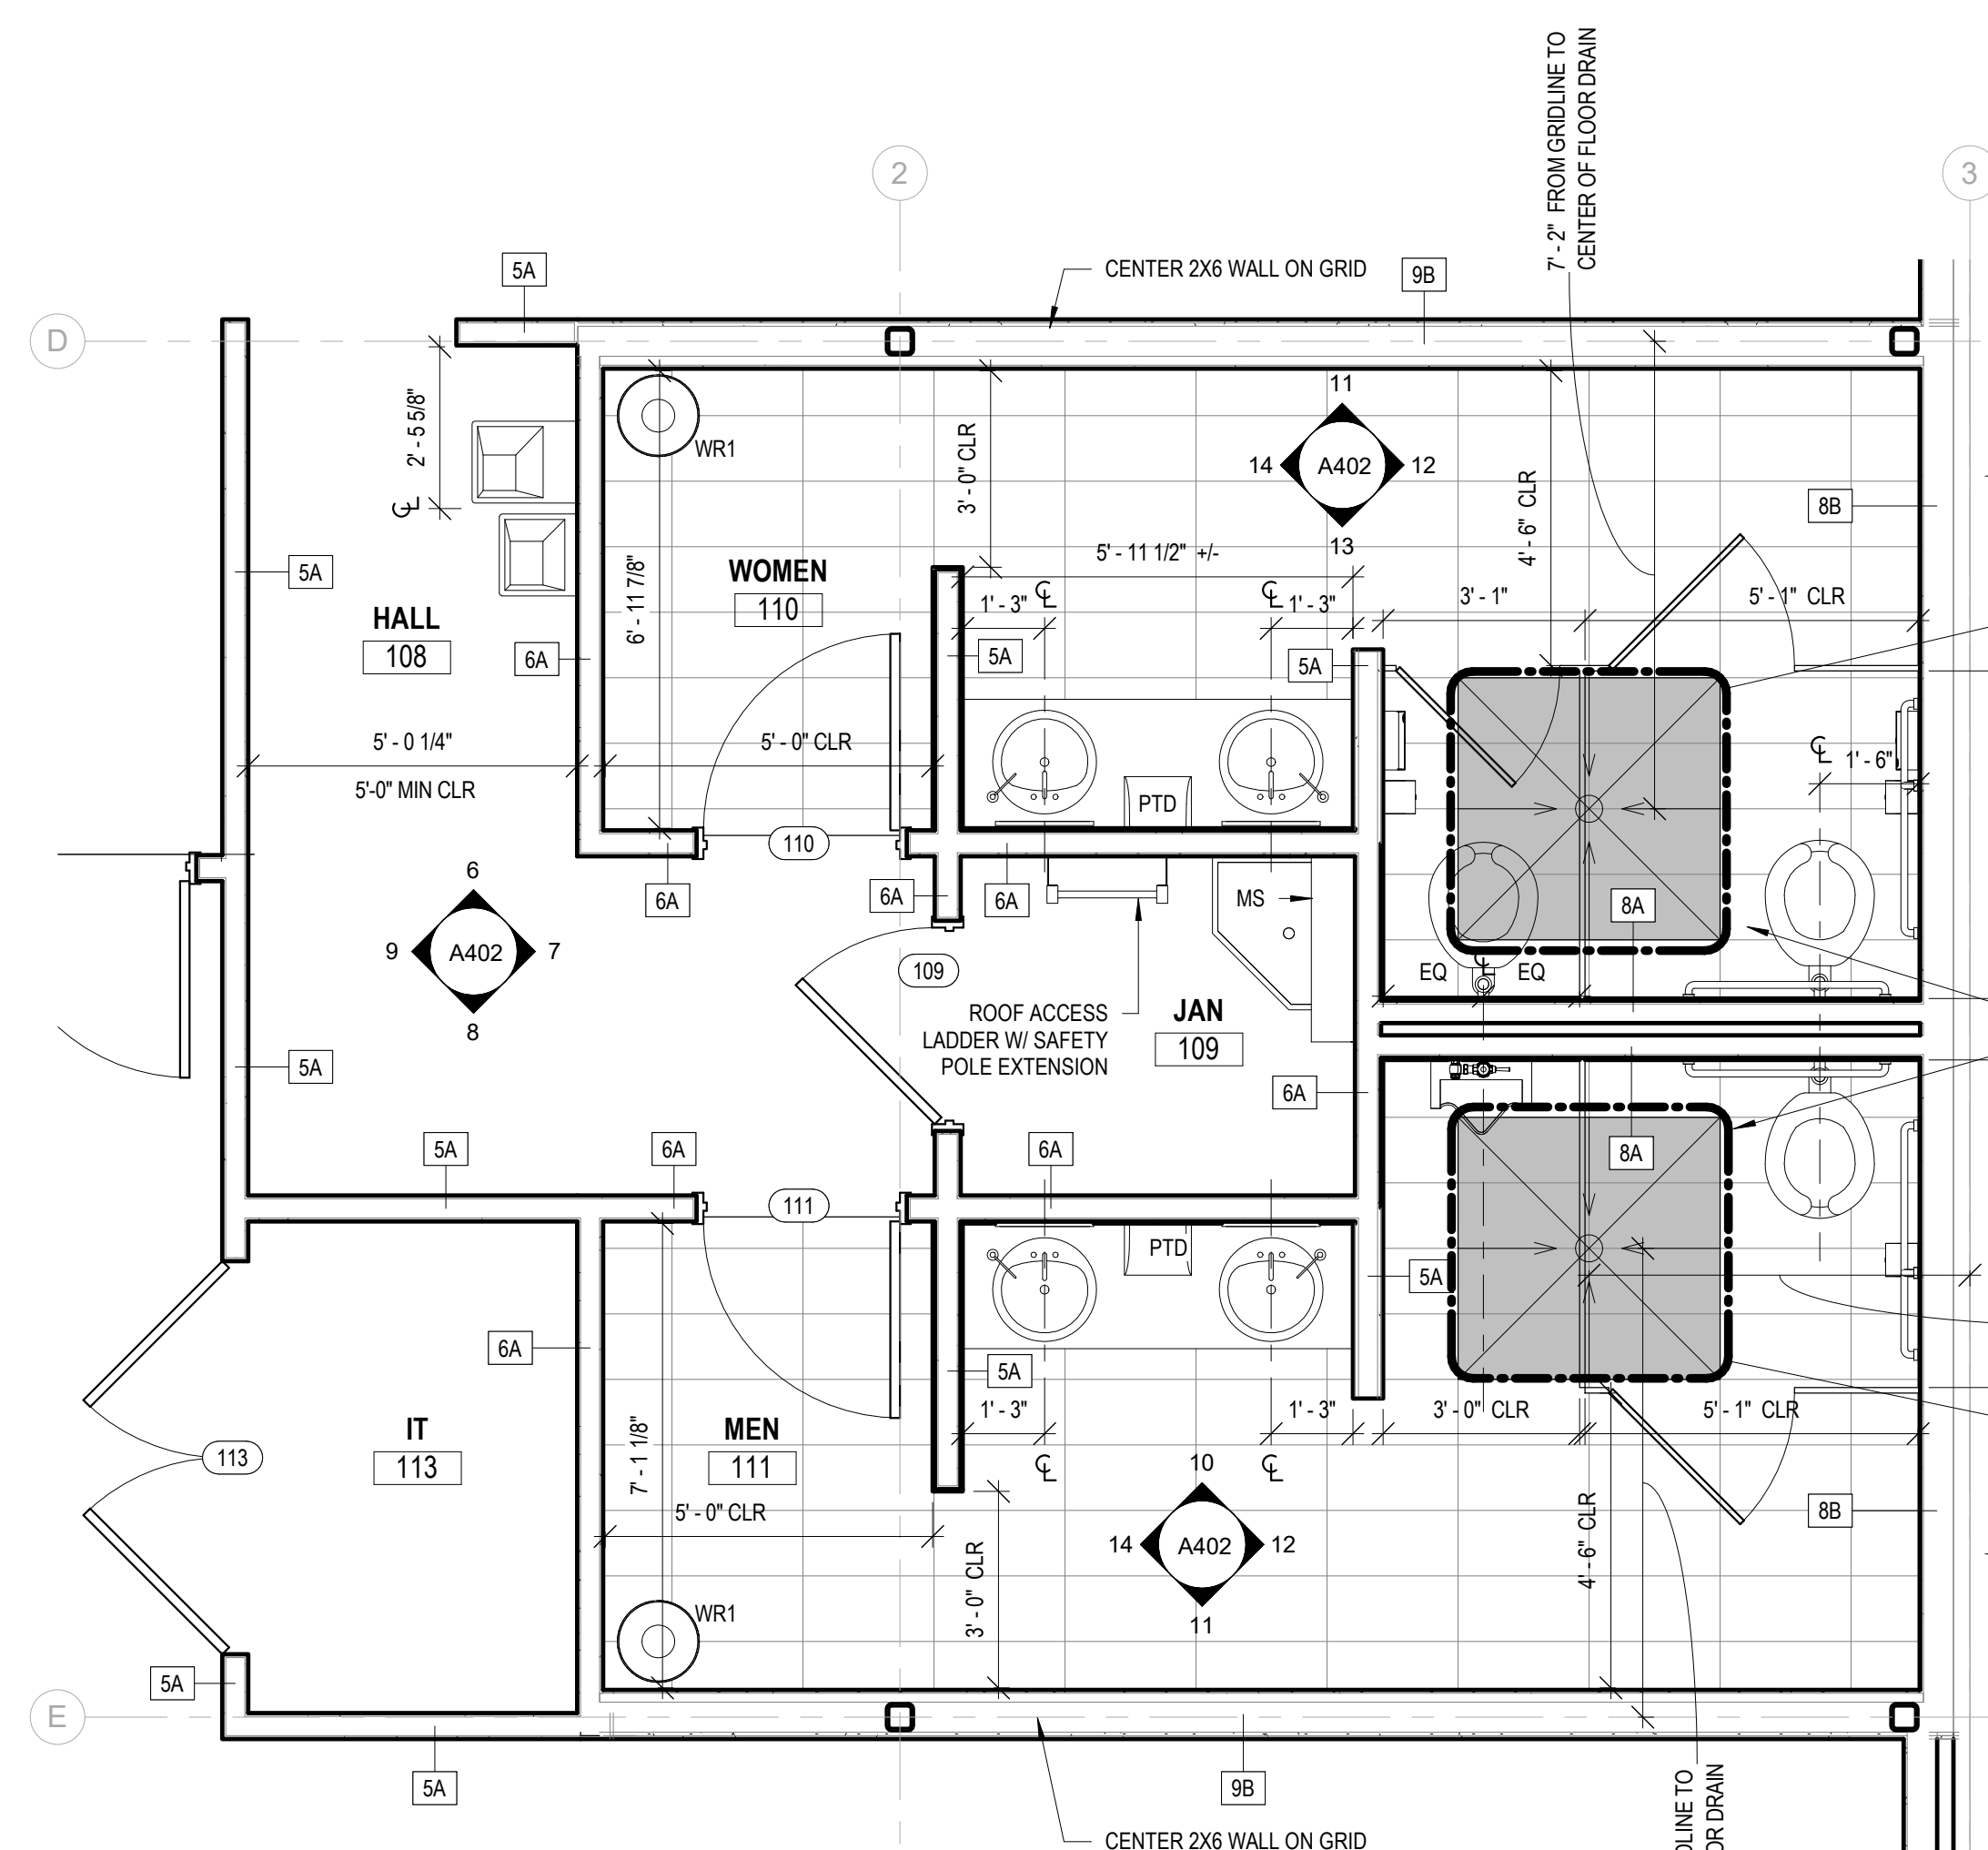 7' - 2" FROM GRIDLINE TO
CENTER OF FLOOR DRAIN
2
3
5A
CENTER 2X6 WALL ON GRID
9B
D
2' - 5 5/8"
℄
WR1
3' - 0" CLR
11
14
A402
12
13
4' - 6" CLR
8B
5A
HALL
108
6A
6' - 11 7/8"
WOMEN
110
5' - 11 1/2" +/-
1' - 3"
℄
℄
1' - 3"
5A
5A
3' - 1"
5' - 1" CLR
5' - 0 1/4"
5'-0" MIN CLR
5' - 0" CLR
PTD
℄
1' - 6"
110
6
9
A402
7
8
6A
6A
6A
MS
8A
109
EQ
℄
EQ
ROOF ACCESS
LADDER W/ SAFETY
POLE EXTENSION
JAN
109
5A
6A
5A
6A
6A
8A
111
PTD
5A
6A
5A
1' - 3"
1' - 3"
3' - 0" CLR
5' - 1" CLR
℄
℄
IT
113
113
7' - 1 1/8"
MEN
111
5' - 0" CLR
10
14
A402
12
11
3' - 0" CLR
4' - 6" CLR
8B
WR1
5A
E
5A
9B
CENTER 2X6 WALL ON GRID
DLINE TO
OR DRAIN